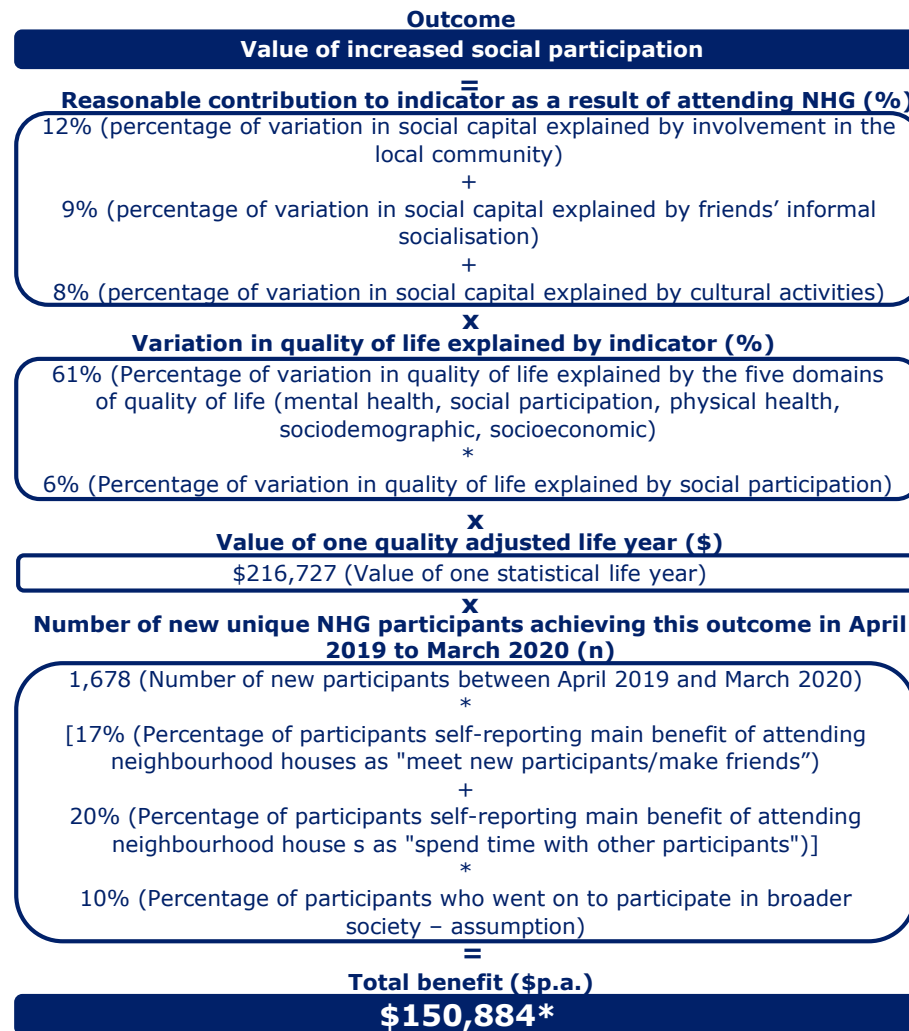 Outcome
Value of increased social participation
=
Reasonable contribution to indicator as a result of attending NHG (%)
12% (percentage of variation in social capital explained by involvement in the
local community)
+
9% (percentage of variation in social capital explained by friends’ informal
socialisation)
+
8% (percentage of variation in social capital explained by cultural activities)
x
Variation in quality of life explained by indicator (%)
61% (Percentage of variation in quality of life explained by the five domains
of quality of life (mental health, social participation, physical health,
sociodemographic, socioeconomic)
*
6% (Percentage of variation in quality of life explained by social participation)
x
Value of one quality adjusted life year ($)
$216,727 (Value of one statistical life year)
x
Number of new unique NHG participants achieving this outcome in April
2019 to March 2020 (n)
1,678 (Number of new participants between April 2019 and March 2020)
*
[17% (Percentage of participants self-reporting main benefit of attending
neighbourhood houses as "meet new participants/make friends”)
+
20% (Percentage of participants self-reporting main benefit of attending
neighbourhood house s as "spend time with other participants")]
*
10% (Percentage of participants who went on to participate in broader
society – assumption)
=
Total benefit ($p.a.)
$150,884*